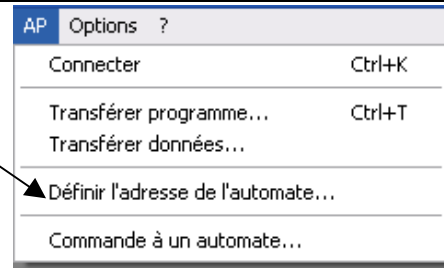 AP Options ?
Connecter Ctrl+K
Transférer programme... Ctrl+T
Transférer données...
Définir l'adresse de l'automate...
Commande à un automate...